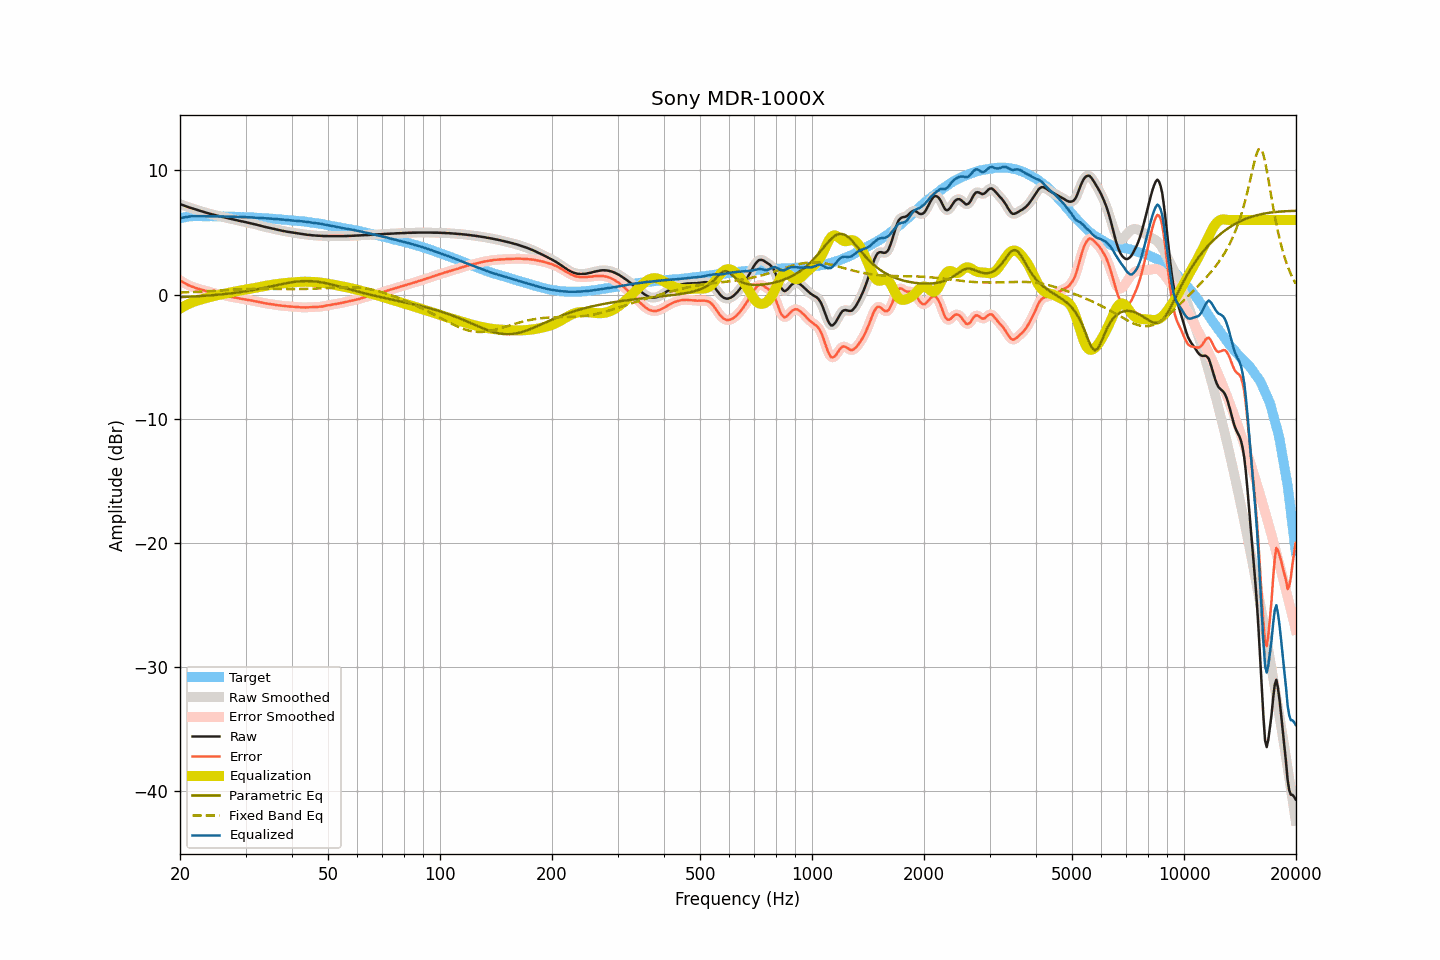 Sony MDR-1000X
Amplitude (dBr)
10
0
−10
−20
−30
−40
Target
Raw Smoothed
Error Smoothed
Raw
Error
Equalization
Parametric Eq
Fixed Band Eq
Equalized
20 50 100 200 500 1000 2000 5000 10000 20000
Frequency (Hz)